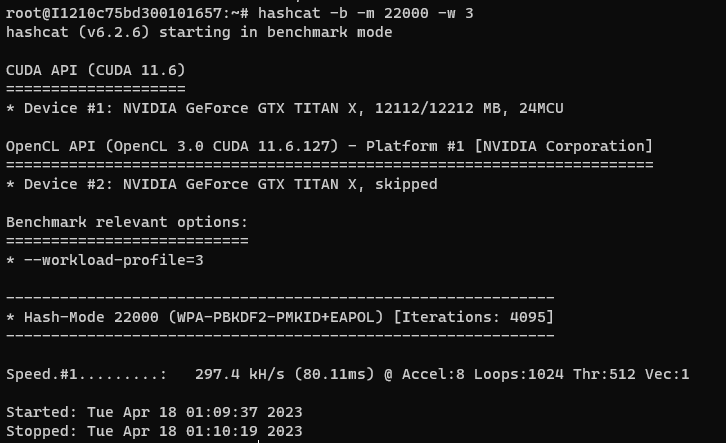 root@I1210c75bd300101657:~# hashcat -b -m 22000 -w 3
hashcat (v6.2.6) starting in benchmark mode
CUDA API (CUDA 11.6)
====================
* Device #1: NVIDIA GeForce GTX TITAN X, 12112/12212 MB, 24MCU
OpenCL API (OpenCL 3.0 CUDA 11.6.127) - Platform #1 [NVIDIA Corporation]
========================================================================
* Device #2: NVIDIA GeForce GTX TITAN X, skipped
Benchmark relevant options:
===========================
* --workload-profile=3
-------------------------------------------------------------
* Hash-Mode 22000 (WPA-PBKDF2-PMKID+EAPOL) [Iterations: 4095]
-------------------------------------------------------------
Speed.#1.........:   297.4 kH/s (80.11ms) @ Accel:8 Loops:1024 Thr:512 Vec:1
Started: Tue Apr 18 01:09:37 2023
Stopped: Tue Apr 18 01:10:19 2023